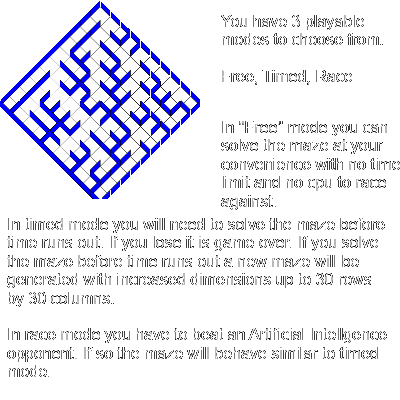 You have 3 playable
modes to choose from.
Free, Timed, Race
In "Free" mode you can
solve the maze at your
convenience with no time
limit and no cpu to race
against.
In timed mode you will need to solve the maze before
time runs out. If you lose it is game over. If you solve
the maze before time runs out a new maze will be
generated with increased dimensions up to 30 rows
by 30 columns.
In race mode you have to beat an Artificial Intelligence
opponent. If so the maze will behave similar to timed
mode.